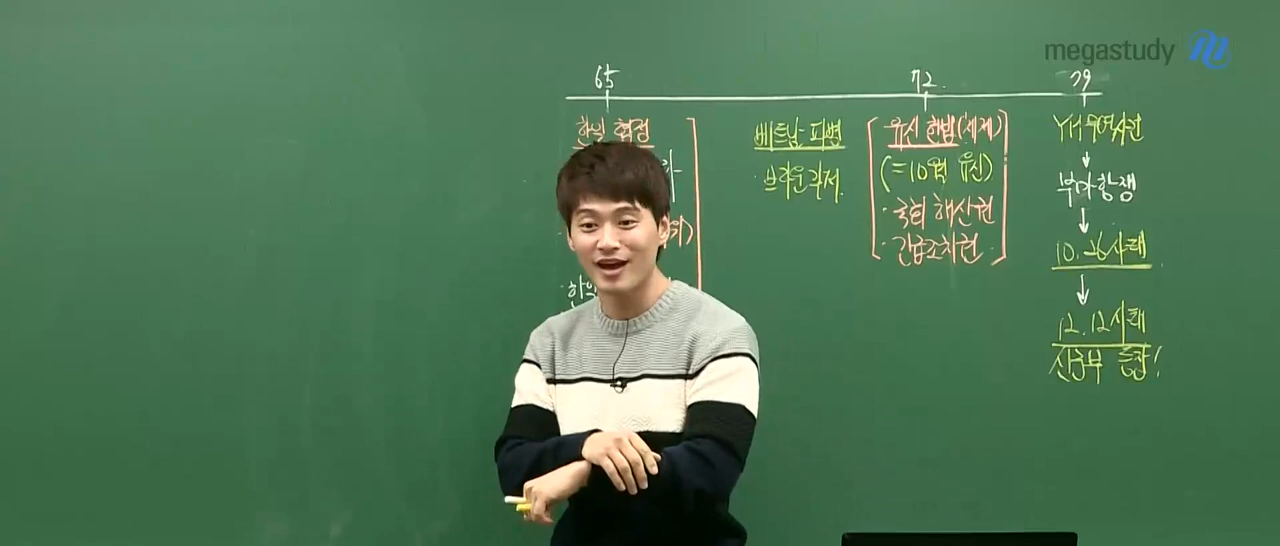 megastudy
65
72
79
한일 협정
베트남 파병
브라운 각서
유신 헌법(체제)
(=10월 유신)
· 국회 해산권
· 긴급조치권
YH무역사건
부마항쟁
10.26사태
12.12사태
신군부 등장!